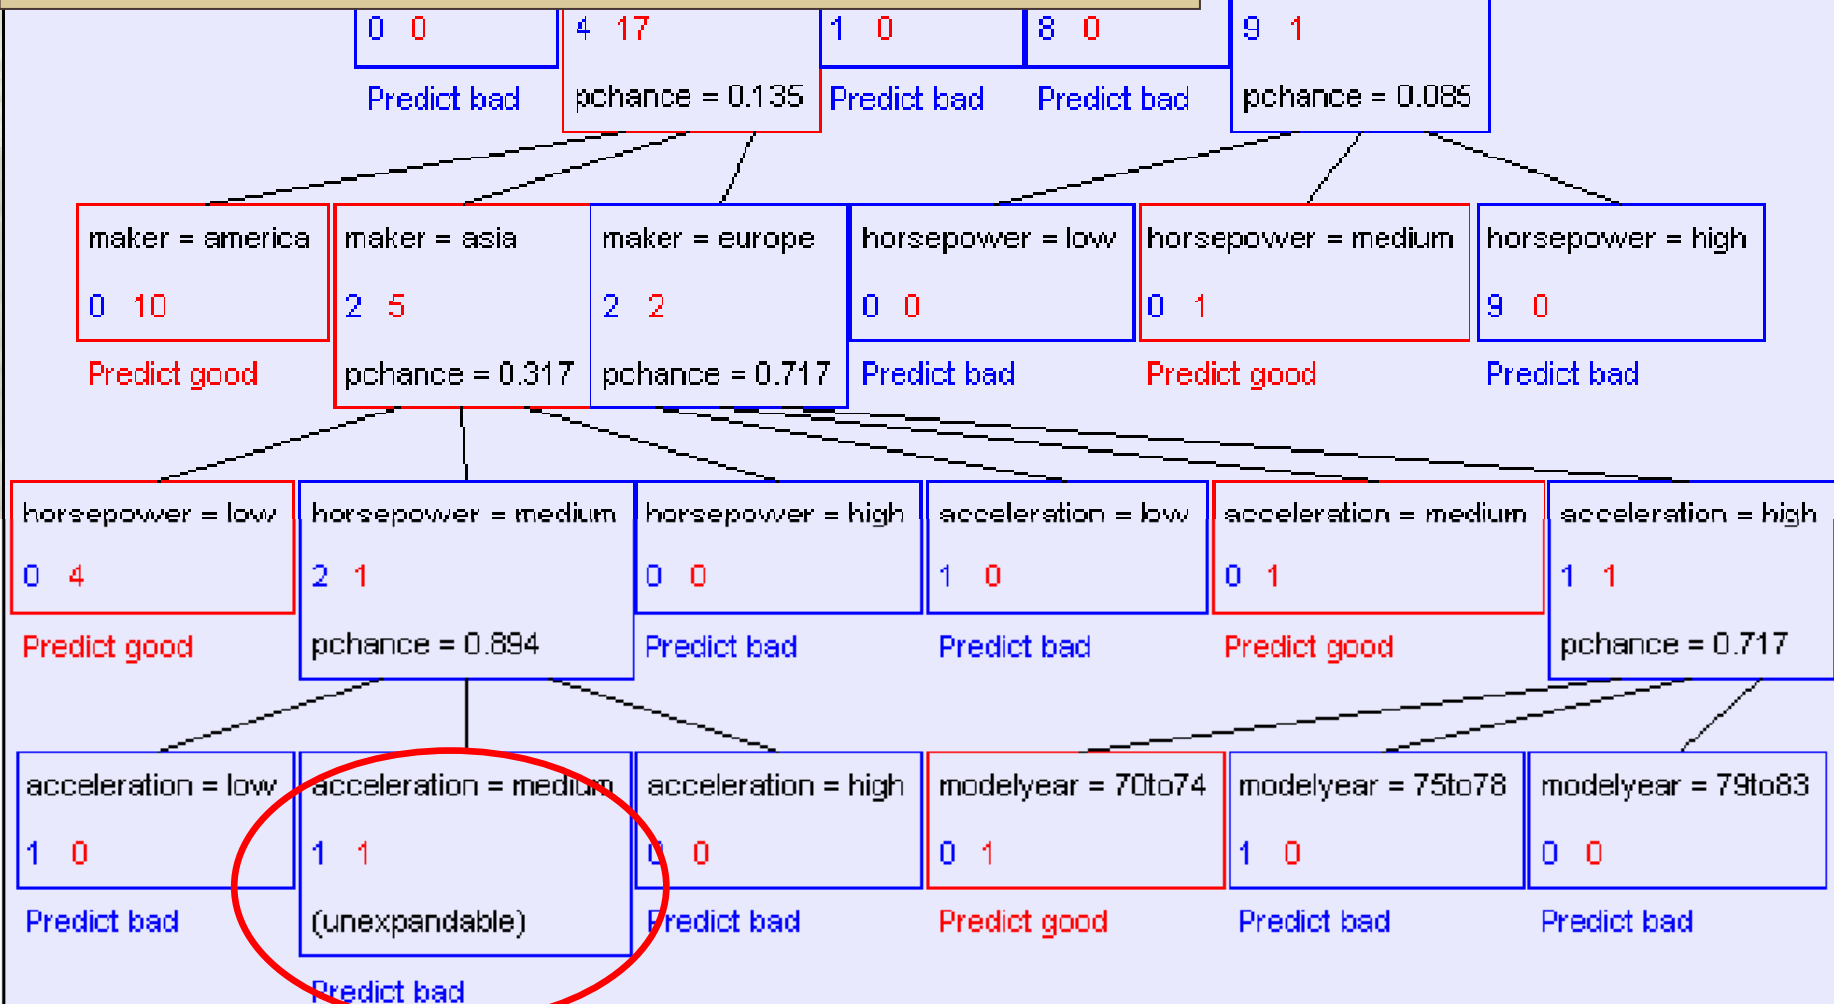 0 0
4 17
1 0
8 0
9 1
Predict bad
pchance = 0.135
Predict bad
Predict bad
pchance = 0.085
maker = america
0 10
Predict good
maker = asia
2 5
pchance = 0.317
maker = europe
2 2
pchance = 0.717
horsepower = low
0 0
Predict bad
horsepower = medium
0 1
Predict good
horsepower = high
9 0
Predict bad
horsepower = low
0 4
Predict good
horsepower = medium
2 1
pchance = 0.894
horsepower = high
0 0
Predict bad
acceleration = low
1 0
Predict bad
acceleration = medium
0 1
Predict good
acceleration = high
1 1
pchance = 0.717
acceleration = low
1 0
Predict bad
acceleration = medium
1 1
(unexpandable)
Predict bad
acceleration = high
0 0
Predict bad
modelyear = 70to74
0 1
Predict good
modelyear = 75to78
1 0
Predict bad
modelyear = 79to83
0 0
Predict bad